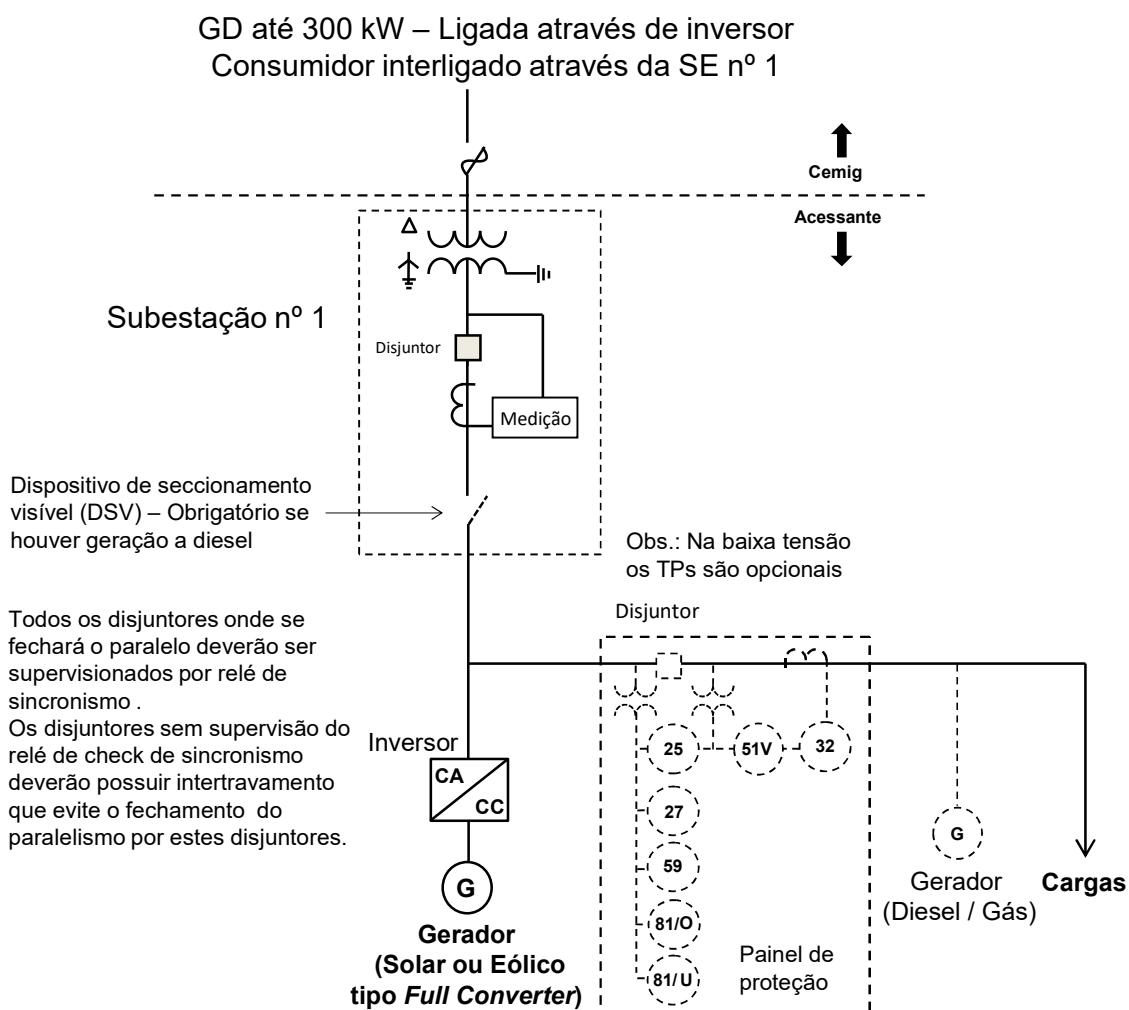 GD até 300 kW – Ligada através de inversor
Consumidor interligado através da SE nº 1
Cemig
Acessante
Δ
Subestação nº 1
Disjuntor
Medição
Dispositivo de seccionamento
visível (DSV) – Obrigatório se
houver geração a diesel
Obs.: Na baixa tensão
os TPs são opcionais
Disjuntor
Todos os disjuntores onde se
fechará o paralelo deverão ser
supervisionados por relé de
sincronismo .
Os disjuntores sem supervisão do
relé de check de sincronismo
deverão possuir intertravamento
que evite o fechamento do
paralelismo por estes disjuntores.
Inversor
CA
CC
G
Gerador
(Solar ou Eólico
tipo Full Converter)
25
51V
32
27
59
81/O
81/ U
Painel de
proteção
G
Gerador
(Diesel / Gás)
Cargas